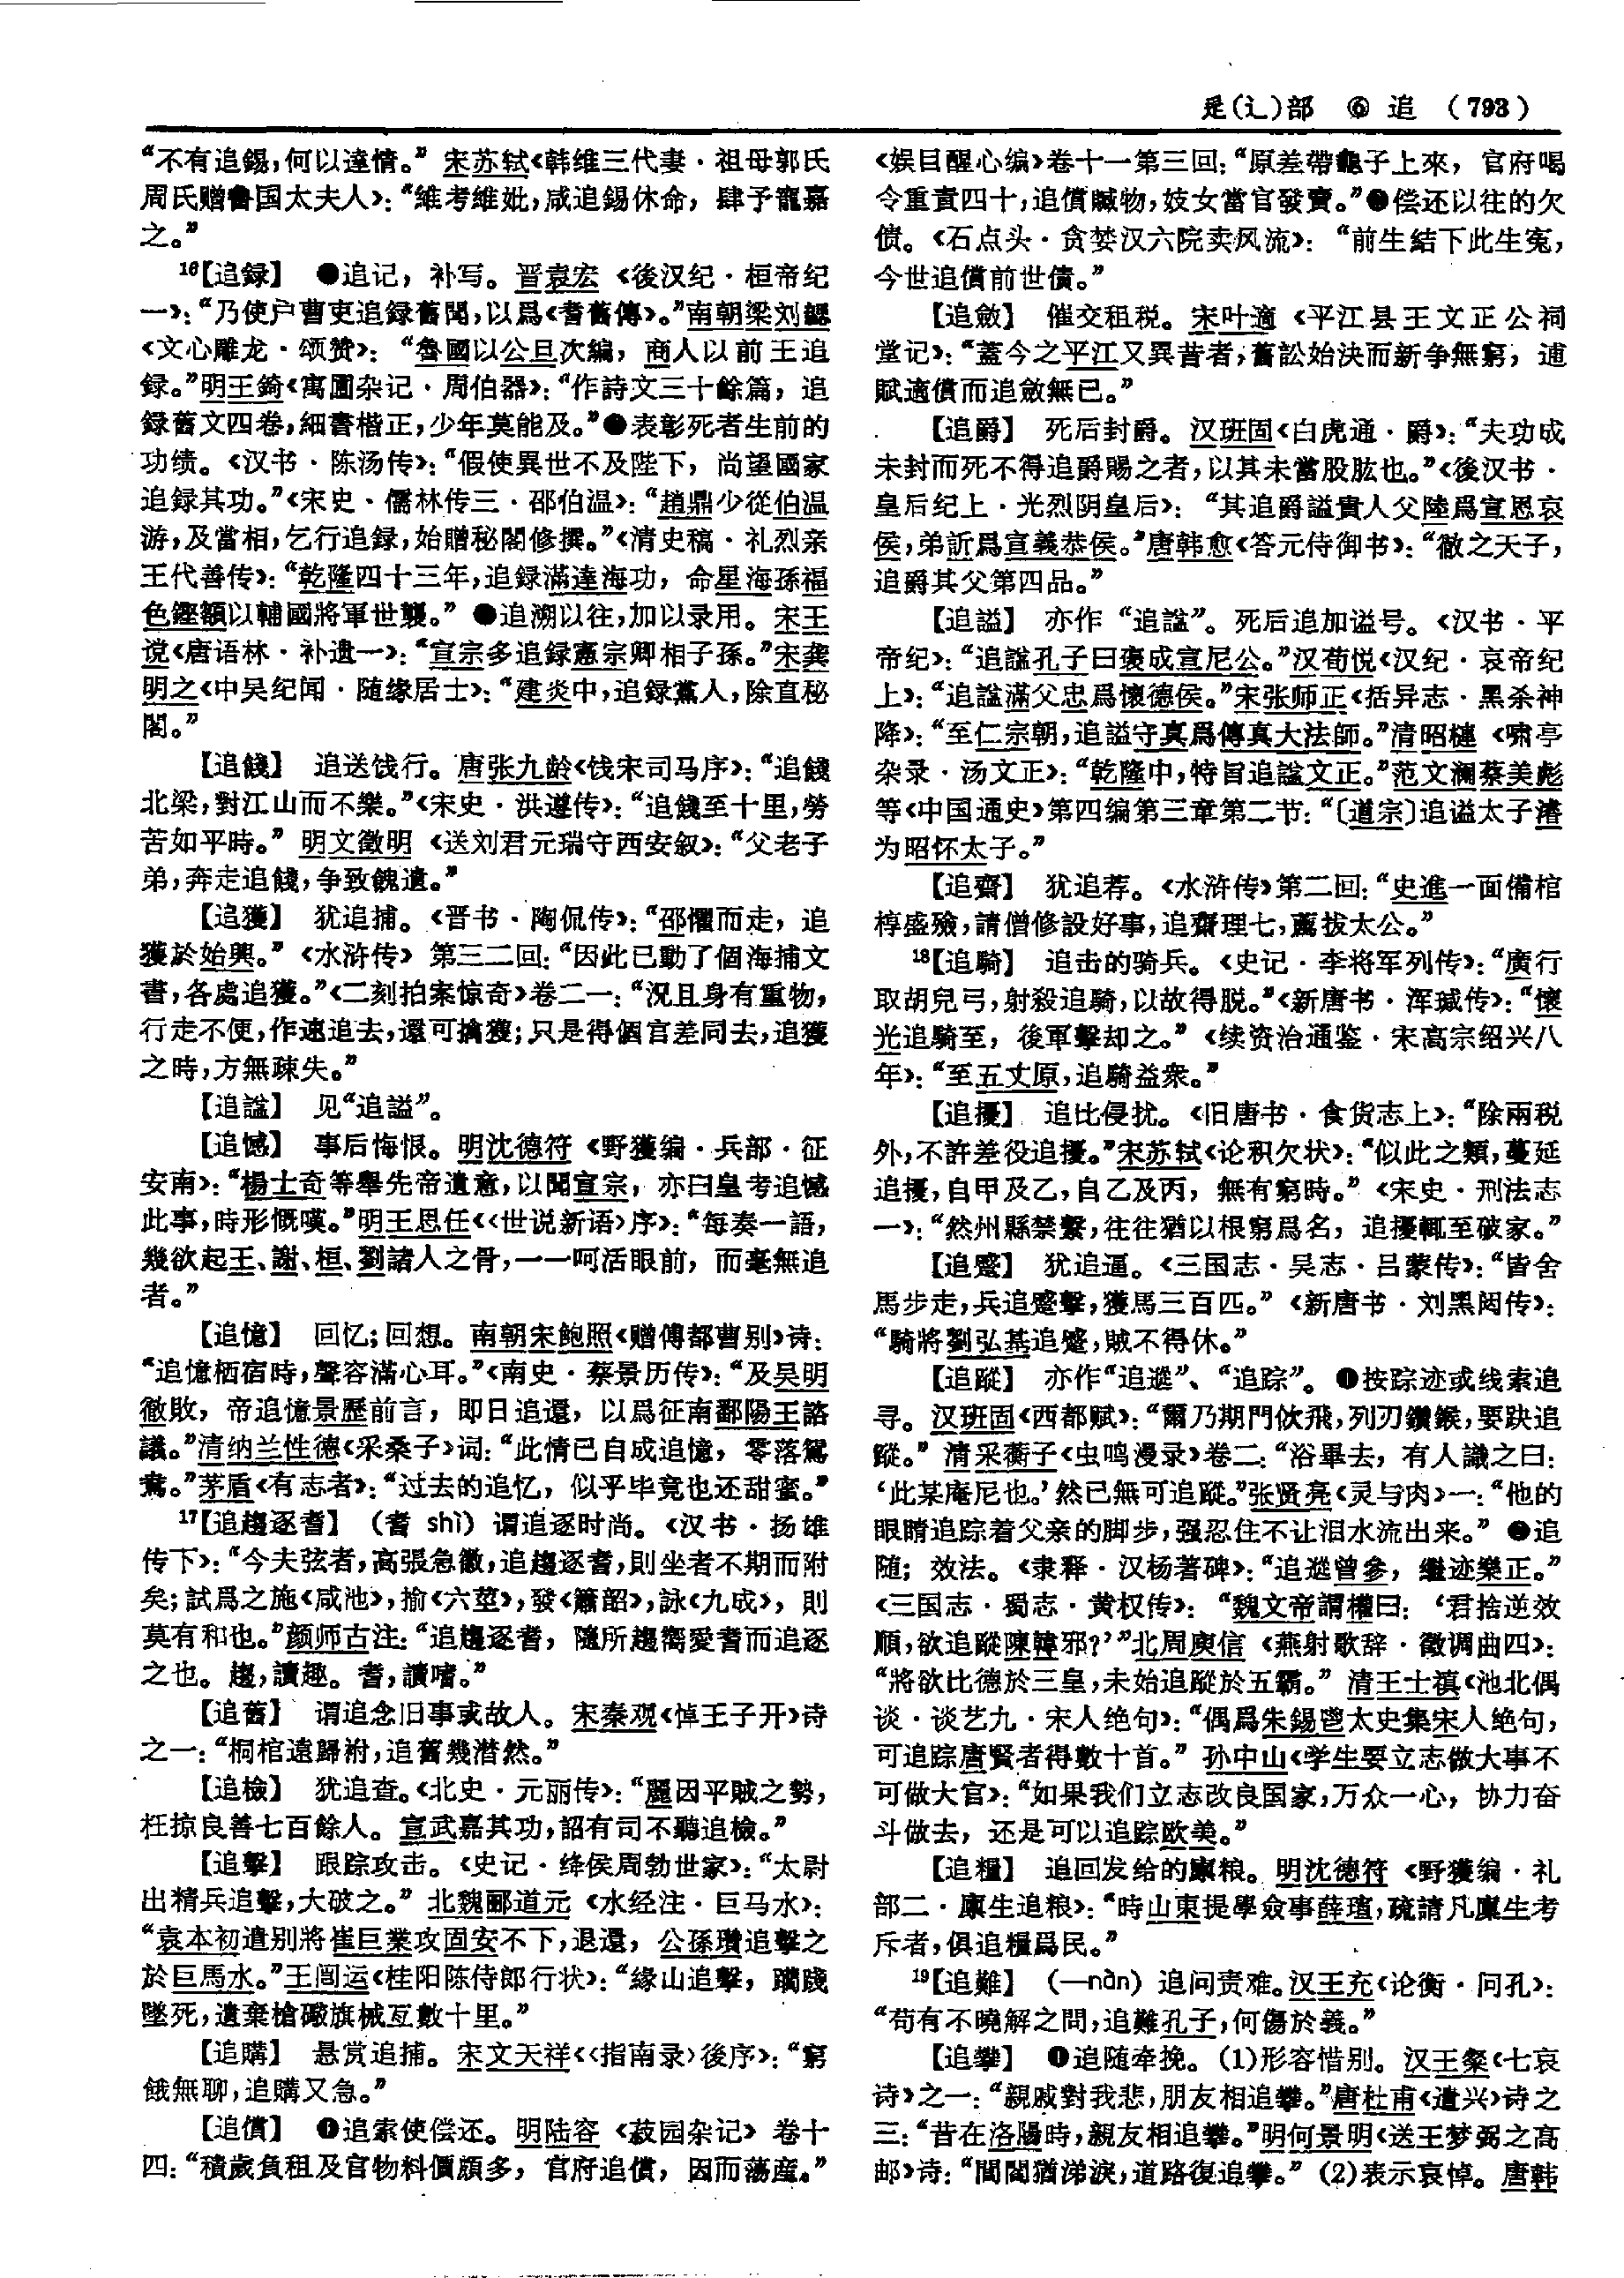 辵(辶)部 ⑥ 追 (793)
“不有追錫,何以達情。” 宋苏轼《韩维三代妻·祖母郭氏
周氏赠鲁国太夫人》:“維考維妣,咸追錫休命，肆予寵嘉
之。”
16【追録】 ❶追记，补写。晋袁宏《後汉纪·桓帝纪
一》:“乃使户曹吏追録舊聞,以爲《耆舊傳》。”南朝梁刘勰
《文心雕龙·颂赞》：“魯國以公旦次編，商人以前王追
録。”明王錡《寓圃杂记·周伯器》:“作詩文三十餘篇，追
録舊文四卷,細書楷正,少年莫能及。”❷表彰死者生前的
功绩。《汉书·陈汤传》:“假使異世不及陛下，尚望國家
追録其功。”《宋史·儒林传三·邵伯温》:“趙鼎少從伯温
游,及當相,乞行追録,始贈秘閣修撰。”《清史稿·礼烈亲
王代善传》:“乾隆四十三年,追録滿達海功，命星海孫福
色鏗額以輔國將軍世襲。” ❸追溯以往,加以录用。宋王
谠《唐语林·补遗一》:“宣宗多追録憲宗卿相子孫。”宋龚
明之《中吴纪闻·随缘居士》:“建炎中,追録黨人,除直秘
閣。”
【追餞】 追送饯行。唐张九龄《饯宋司马序》:“追餞
北梁,對江山而不樂。”《宋史·洪遵传》:“追餞至十里,勞
苦如平時。” 明文徵明《送刘君元瑞守西安叙》:“父老子
弟,奔走追餞,争致餽遺。”
【追獲】 犹追捕。《晋书·陶侃传》:“邵懼而走，追
獲於始興。” 《水浒传》第三二回:“因此已動了個海捕文
書,各處追獲。”《二刻拍案惊奇》卷二一:“况且身有重物,
行走不便,作速追去,還可擒獲;只是得個官差同去,追獲
之時,方無疎失。”
【追諡】 见“追謚”。
【追憾】 事后悔恨。明沈德符《野獲编·兵部·征
安南》:“楊士奇等舉先帝遺意,以聞宣宗，亦曰皇考追憾
此事,時形慨嘆。”明王思任《〈世说新语〉序》:“每奏一語,
幾欲起王、謝、桓、劉諸人之骨,一一呵活眼前，而毫無追
者。”
【追憶】 回忆;回想。南朝宋鲍照《赠傅都曹别》诗:
“追憶栖宿時,聲容滿心耳。”《南史·蔡景历传》:“及吴明
徹敗，帝追憶景歷前言，即日追還，以爲征南鄱陽王諮
議。”清纳兰性德《采桑子》词:“此情已自成追憶，零落鴛
鴦。”茅盾《有志者》:“过去的追忆，似乎毕竟也还甜蜜。”
17【追趨逐耆】 (耆 shì) 谓追逐时尚。《汉书·扬雄
传下》:“今夫弦者,高張急徽,追趨逐耆,則坐者不期而附
矣;試爲之施《咸池》,揄《六莖》,發《簫韶》,詠《九成》，則
莫有和也。”颜师古注:“追趨逐耆，隨所趨嚮愛耆而追逐
之也。趨,讀趣。耆,讀嗜。”
【追舊】 谓追念旧事或故人。宋秦观《悼王子开》诗
之一:“桐棺遠歸祔,追舊幾潸然。”
【追檢】 犹追查。《北史·元丽传》:“麗因平賊之勢,
枉掠良善七百餘人。宣武嘉其功,詔有司不聽追檢。”
【追擊】 跟踪攻击。《史记·绛侯周勃世家》:“太尉
出精兵追擊,大破之。” 北魏郦道元《水经注·巨马水》:
“袁本初遣别將崔巨業攻固安不下,退還，公孫瓚追擊之
於巨馬水。”王闿运《桂阳陈侍郎行状》:“緣山追擊，躝踐
墜死,遺棄槍礮旗械亙數十里。”
【追購】 悬赏追捕。宋文天祥《〈指南录〉後序》:“窮
餓無聊,追購又急。”
【追償】 ❶追索使偿还。明陆容《菽园杂记》卷十
四:“積歲負租及官物料價頗多，官府追償，因而蕩産。”
《娱目醒心编》卷十一第三回:“原差帶龜子上來，官府喝
令重責四十,追償贓物,妓女當官發賣。”❷偿还以往的欠
债。《石点头·贪婪汉六院卖风流》：“前生結下此生寃,
今世追償前世債。”
【追斂】 催交租税。宋叶適《平江县王文正公祠
堂记》:“蓋今之平江又異昔者,舊訟始決而新争無窮，逋
賦適償而追斂無已。”
【追爵】 死后封爵。汉班固《白虎通·爵》:“夫功成
未封而死不得追爵賜之者,以其未當股肱也。”《後汉书·
皇后纪上·光烈阴皇后》：“其追爵謚貴人父陸爲宣恩哀
侯,弟訢爲宣義恭侯。”唐韩愈《答元侍御书》:“徹之天子,
追爵其父第四品。”
【追謚】 亦作“追諡”。死后追加谥号。《汉书·平
帝纪》:“追諡孔子曰褒成宣尼公。”汉荀悦《汉纪·哀帝纪
上》:“追諡滿父忠爲懷德侯。”宋张师正《括异志·黑杀神
降》:“至仁宗朝,追謚守真爲傳真大法師。”清昭梿《啸亭
杂录·汤文正》:“乾隆中,特旨追諡文正。”范文澜蔡美彪
等《中国通史》第四编第三章第二节:“〔道宗〕追谥太子濬
为昭怀太子。”
【追齋】 犹追荐。《水浒传》第二回:“史進一面備棺
椁盛殮,請僧修設好事,追齋理七,薦拔太公。”
18【追騎】 追击的骑兵。《史记·李将军列传》:“廣行
取胡兒弓,射殺追騎,以故得脱。”《新唐书·浑瑊传》:“懷
光追騎至，後軍擊却之。” 《续资治通鉴·宋高宗绍兴八
年》:“至五丈原,追騎益衆。”
【追擾】 追比侵扰。《旧唐书·食货志上》:“除兩税
外,不許差役追擾。”宋苏轼《论积欠状》:“似此之類,蔓延
追擾,自甲及乙,自乙及丙，無有窮時。” 《宋史·刑法志
一》:“然州縣禁繫,往往猶以根窮爲名，追擾輒至破家。”
【追蹙】 犹追逼。《三国志·吴志·吕蒙传》:“皆舍
馬步走,兵追蹙擊,獲馬三百匹。” 《新唐书·刘黑闼传》:
“騎將劉弘基追蹙,賊不得休。”
【追蹤】 亦作“追䢫”、“追踪”。❶按踪迹或线索追
寻。汉班固《西都赋》:“爾乃期門佽飛,列刃鑽鍭,要趹追
蹤。” 清采蘅子《虫鸣漫录》卷二:“浴畢去，有人識之曰:
‘此某庵尼也。’然已無可追蹤。”张贤亮《灵与肉》一:“他的
眼睛追踪着父亲的脚步,强忍住不让泪水流出来。” ❷追
随；效法。《隶释·汉杨著碑》:“追䢫曾參，繼迹樂正。”
《三国志·蜀志·黄权传》：“魏文帝謂權曰：‘君捨逆效
順,欲追蹤陳韓邪?’”北周庾信《燕射歌辞·徵调曲四》:
“將欲比德於三皇,未始追蹤於五霸。” 清王士禛《池北偶
谈·谈艺九·宋人绝句》:“偶爲朱錫鬯太史集宋人绝句,
可追踪唐賢者得數十首。” 孙中山《学生要立志做大事不
可做大官》:“如果我们立志改良国家,万众一心，协力奋
斗做去，还是可以追踪欧美。”
【追糧】 追回发给的廪粮。明沈德符《野獲编·礼
部二·廪生追粮》:“時山東提學僉事薛瑄,疏請凡廪生考
斥者,俱追糧爲民。”
19【追難】 (—nàn) 追问责难。汉王充《论衡·问孔》:
“苟有不曉解之問,追難孔子,何傷於義。”
【追攀】 ❶追随牵挽。(1)形容惜别。汉王粲《七哀
诗》之一:“親戚對我悲,朋友相追攀。”唐杜甫《遣兴》诗之
三:“昔在洛陽時,親友相追攀。”明何景明《送王梦弼之高
邮》诗:“閭閻猶涕淚,道路復追攀。” (2)表示哀悼。唐韩